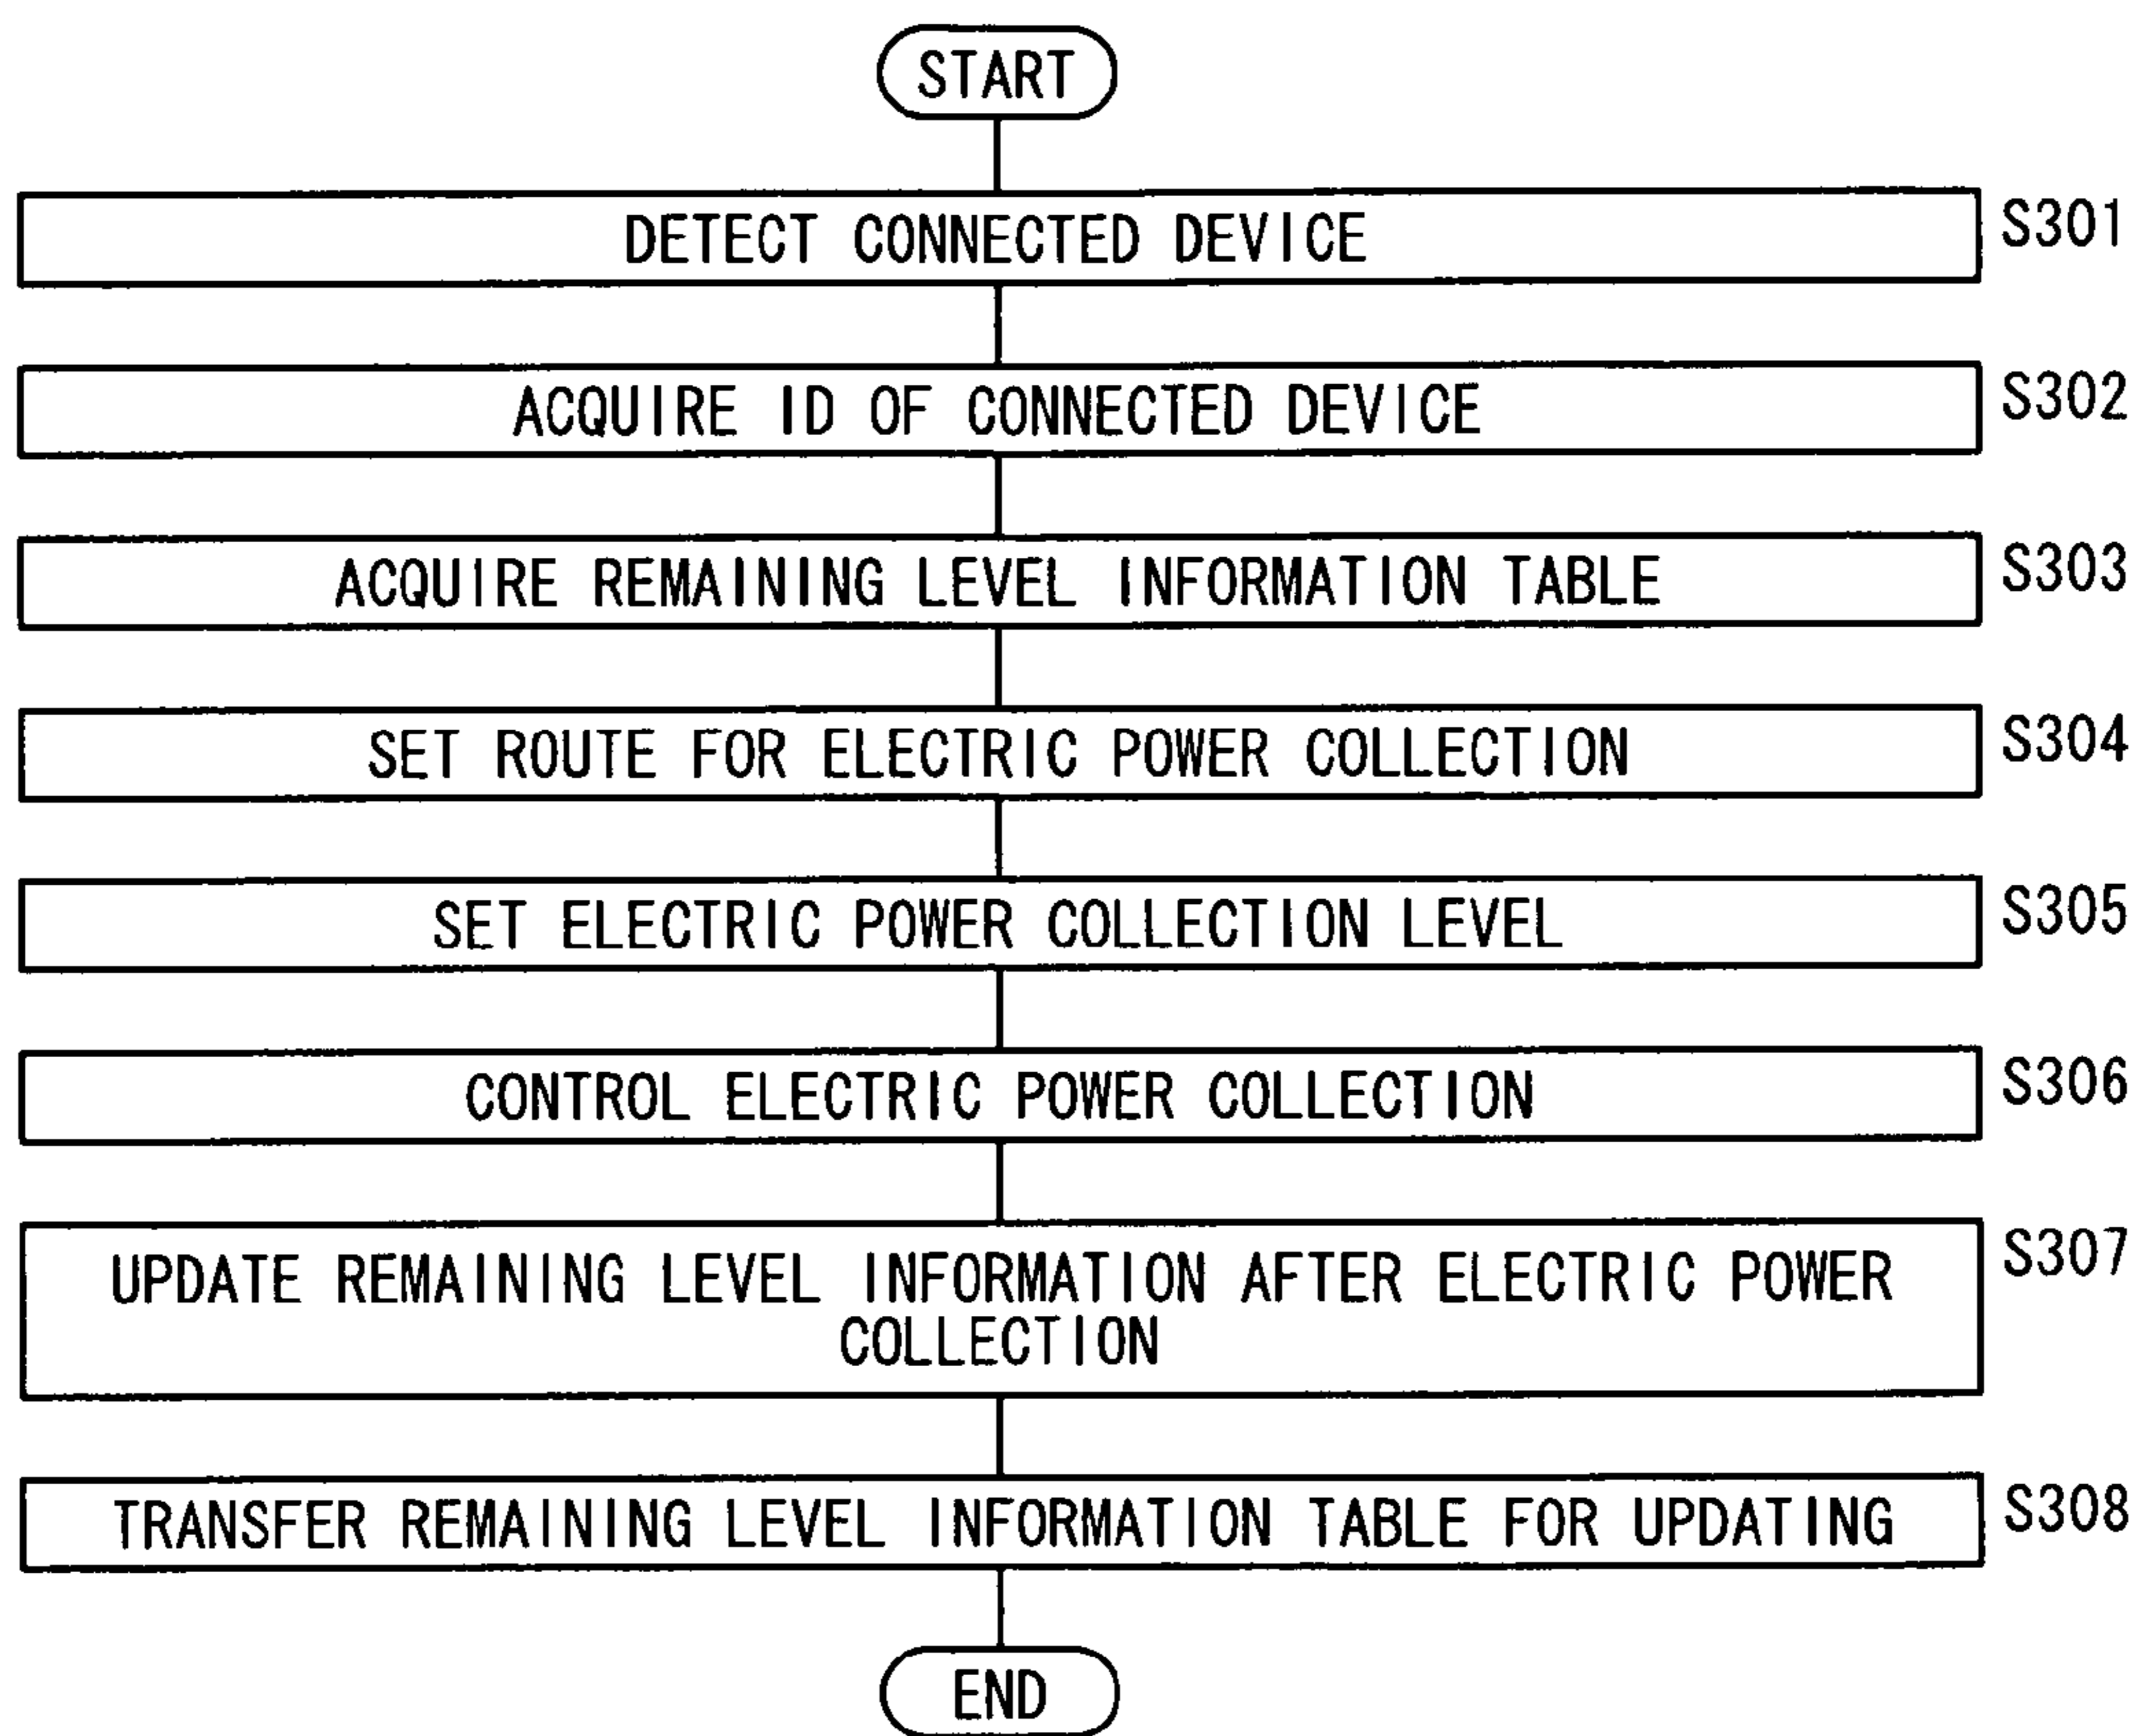 START
DETECT CONNECTED DEVICE S301
ACQUIRE ID OF CONNECTED DEVICE S302
ACQUIRE REMAINING LEVEL INFORMATION TABLE S303
SET ROUTE FOR ELECTRIC POWER COLLECTION S304
SET ELECTRIC POWER COLLECTION LEVEL S305
CONTROL ELECTRIC POWER COLLECTION S306
UPDATE REMAINING LEVEL INFORMATION AFTER ELECTRIC POWER S307
COLLECTION
TRANSFER REMAINING LEVEL INFORMATION TABLE FOR UPDATING S308
END